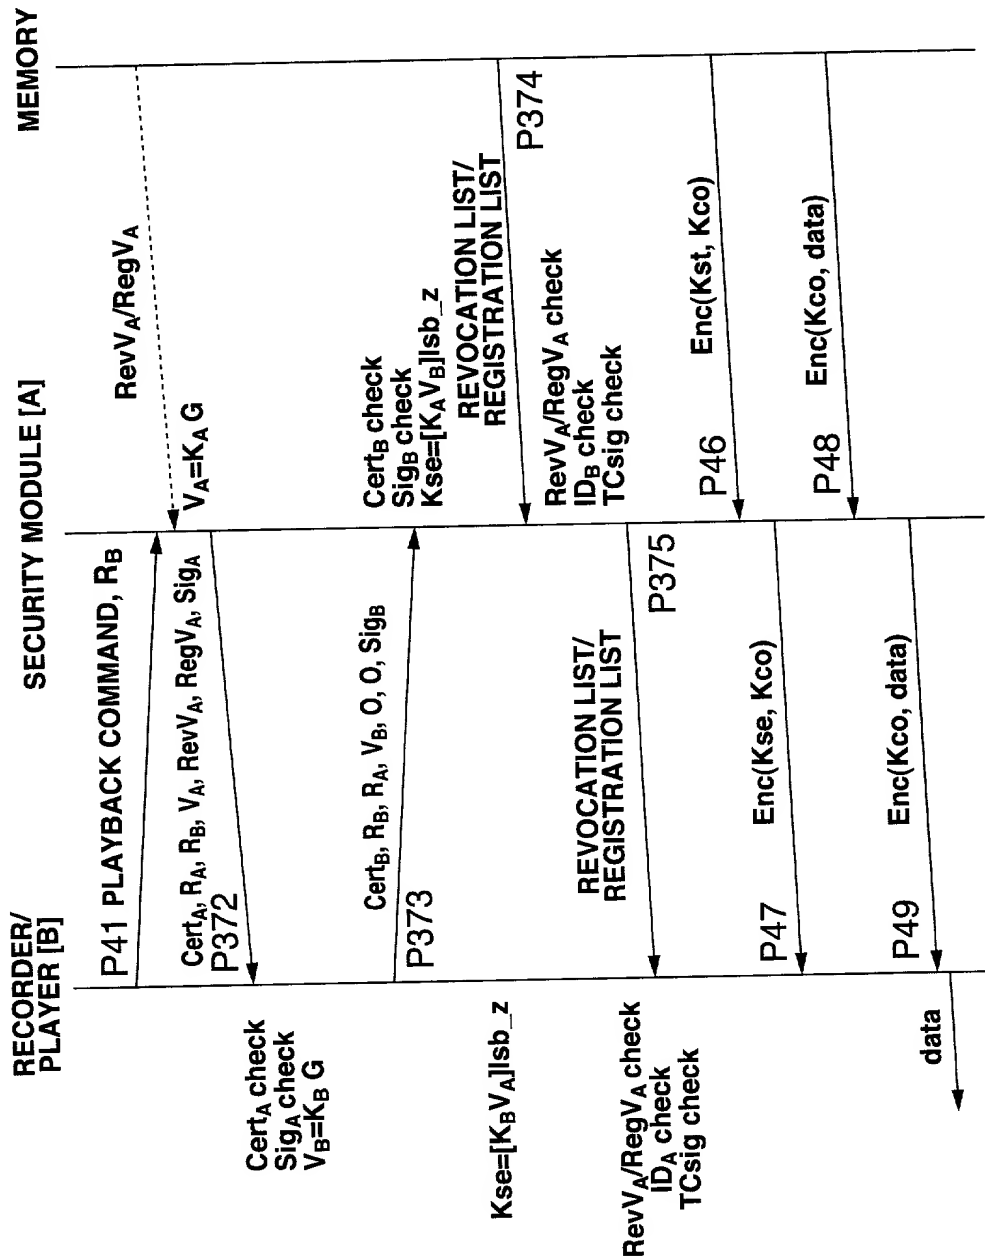 RECORDER/
PLAYER [B]
SECURITY MODULE [A]
MEMORY
P41 PLAYBACK COMMAND, RB
RevVA/RegVA
VA=KA G
CertA, RA, RB, VA, RevVA, RegVA, SigA
P372
CertA check
SigA check
VB=KB G
CertB, RB, RA, VB, O, O, SigB
P373
CertB check
SigB check
Kse=[KAVB]lsb_z
Kse=[KBVA]lsb_z
REVOCATION LIST/
REGISTRATION LIST
P374
RevVA/RegVA check
IDB check
TCsig check
REVOCATION LIST/
REGISTRATION LIST
P375
RevVA/RegVA check
IDA check
TCsig check
P46
Enc(Kst, Kco)
Enc(Kse, Kco)
P47
P48
Enc(Kco, data)
Enc(Kco, data)
P49
data